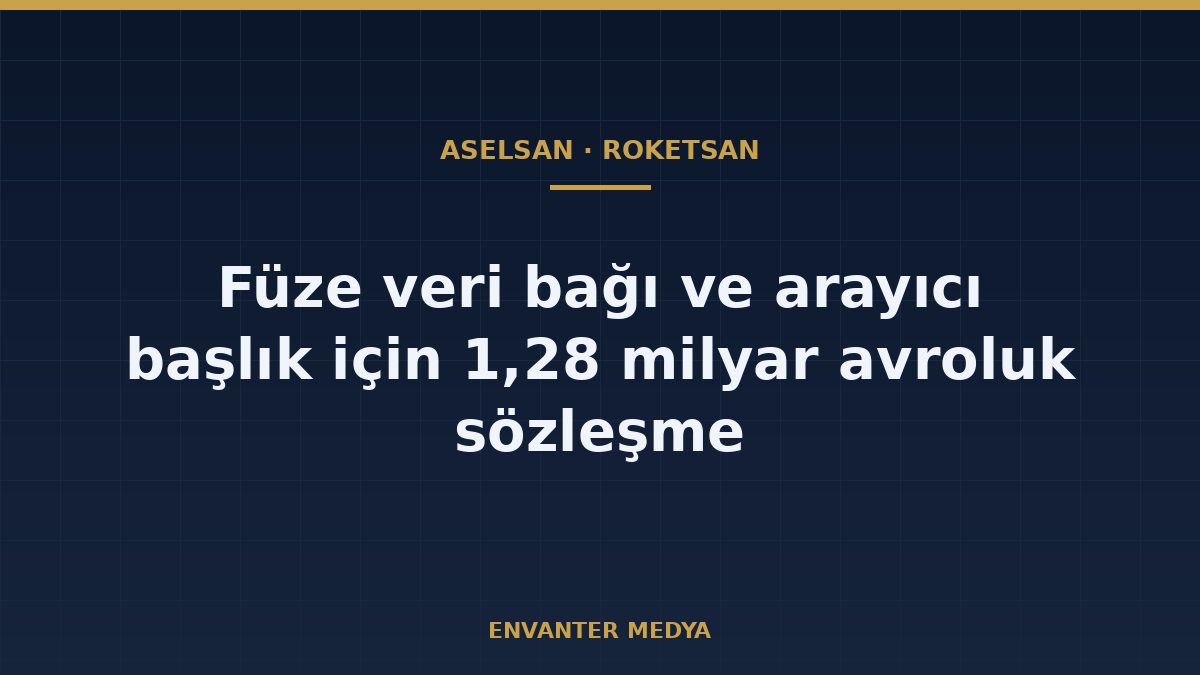 ASELSAN · ROKETSAN
Füze veri bağı ve arayıcı
başlık için 1,28 milyar avroluk
sözleşme
ENVANTER MEDYA